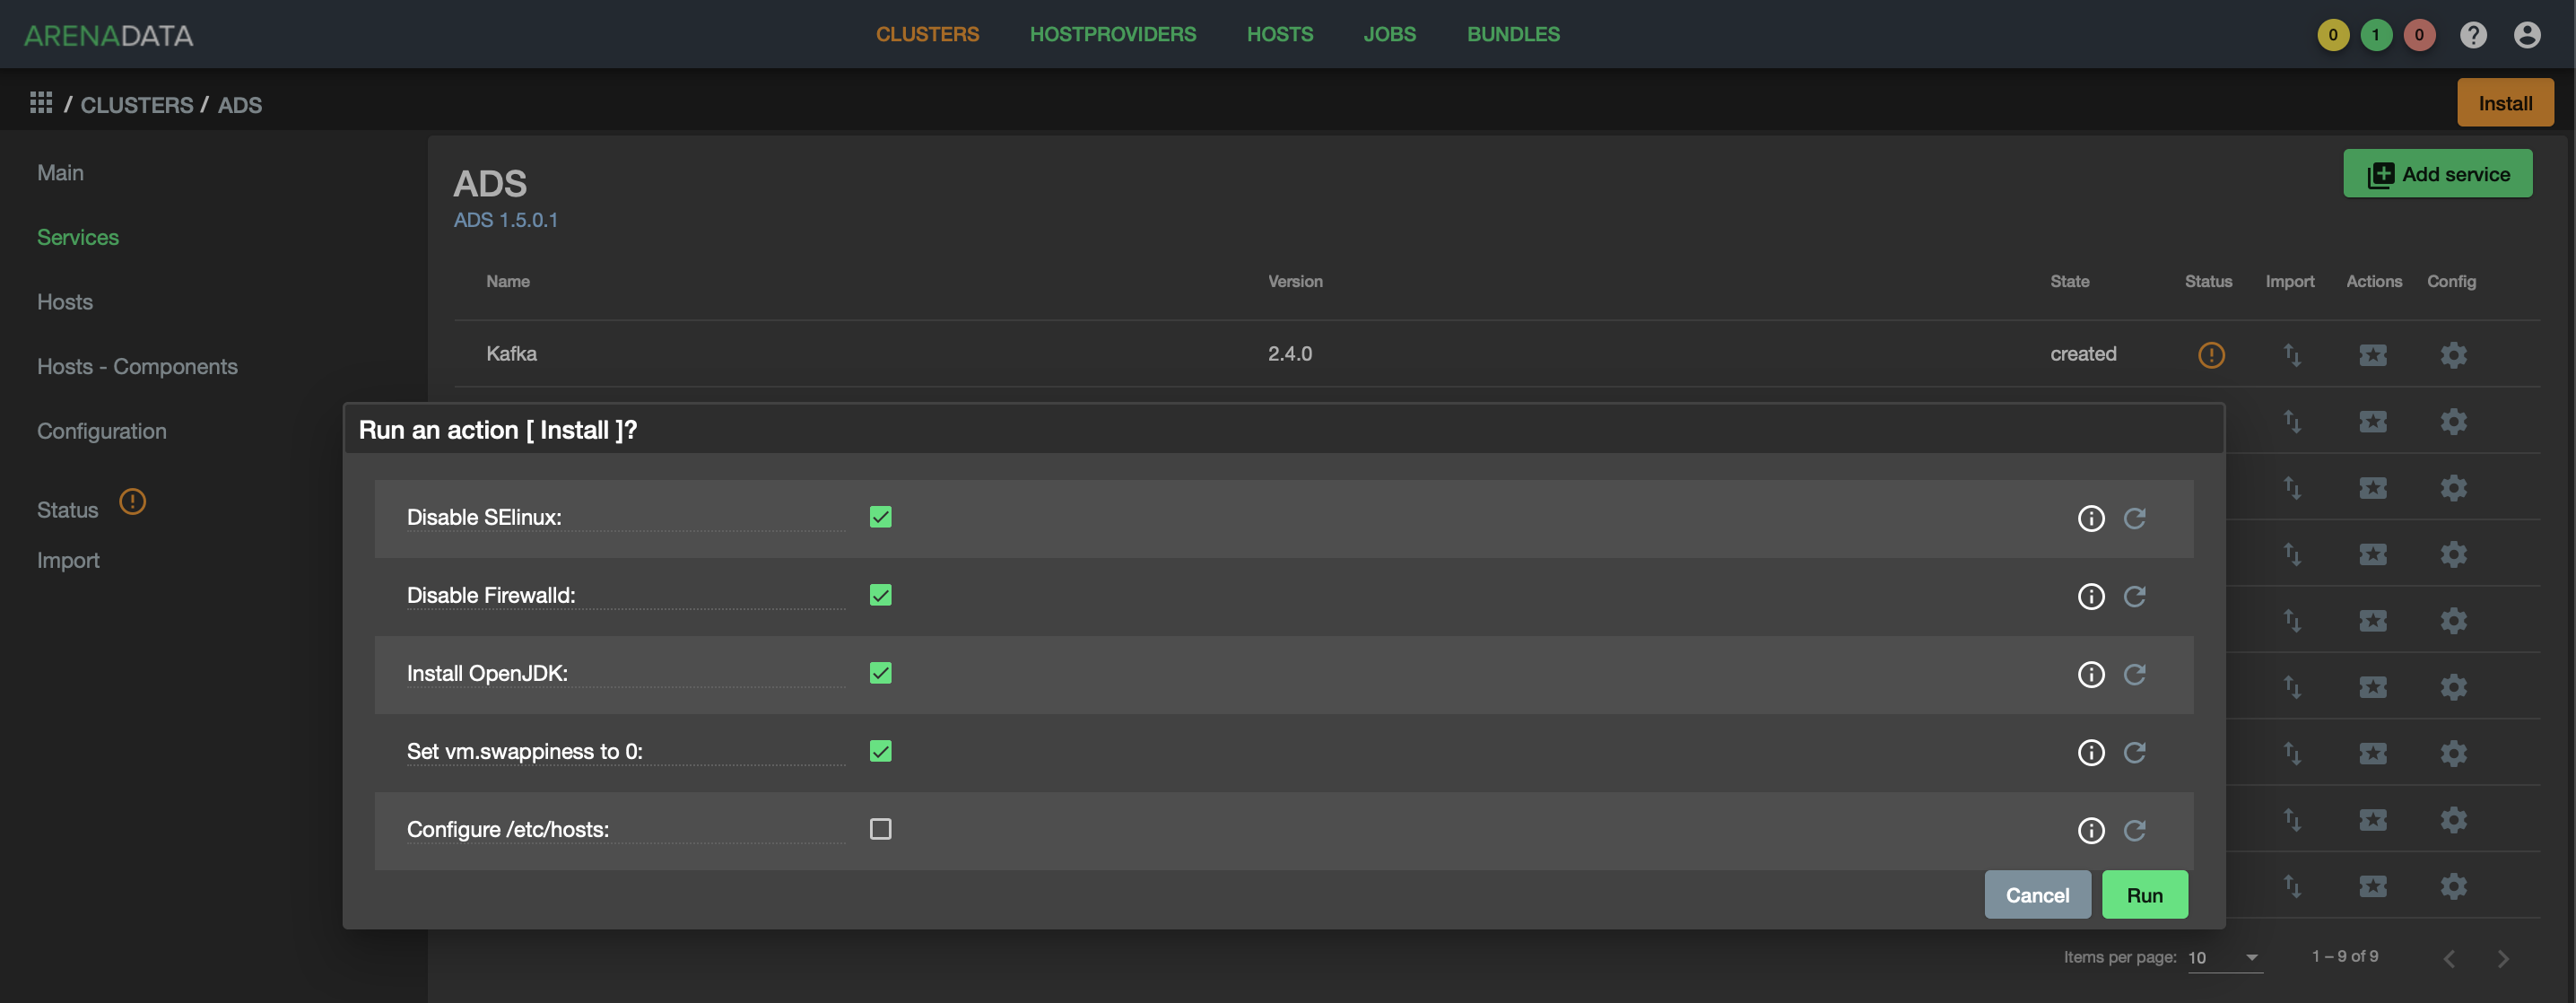 ARENADATA
CLUSTERS HOSTPROVIDERS HOSTS JOBS BUNDLES
0 1 0 ?
/ CLUSTERS / ADS
Install
Main
Services
Hosts
Hosts - Components
Configuration
Status
Import
ADS
ADS 1.5.0.1
Add service
Name Version State Status Import Actions Config
Kafka 2.4.0 created
Run an action [ Install ]?
Disable SElinux:
Disable Firewalld:
Install OpenJDK:
Set vm.swappiness to 0:
Configure /etc/hosts:
Cancel Run
Items per page: 10 1 – 9 of 9